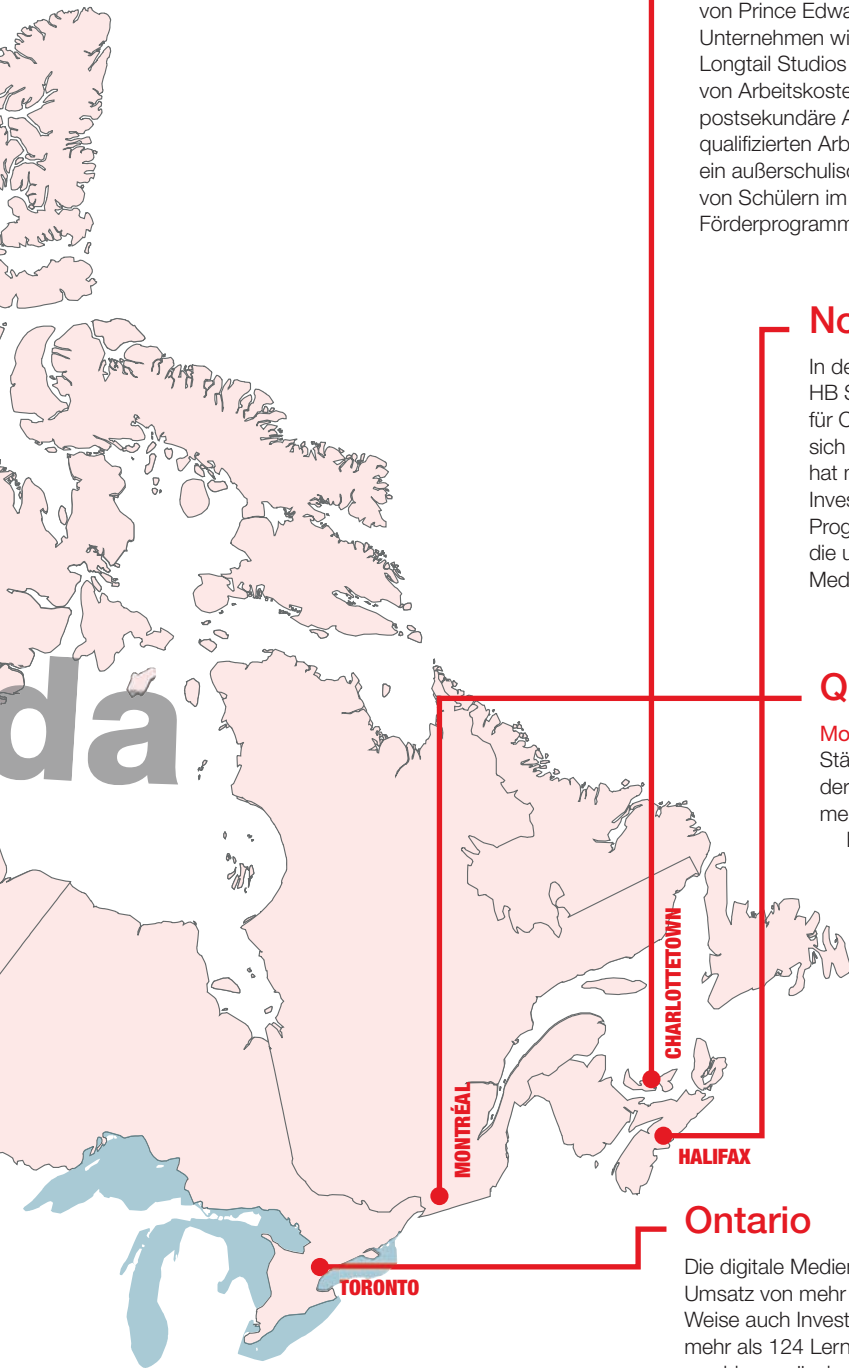 von Prince Edwa
Unternehmen wi
Longtail Studios
von Arbeitskoste
postsekundäre A
qualifizierten Arb
ein außerschulisc
von Schülern im
Förderprogramm
No
In de
HB S
für C
sich
hat m
Inves
Prog
die u
Med
Q
Mo
Stä
der
me
da
CHARLOTTETOWN
MONTRÉAL
HALIFAX
TORONTO
Ontario
Die digitale Medien
Umsatz von mehr
Weise auch Invest
mehr als 124 Lern